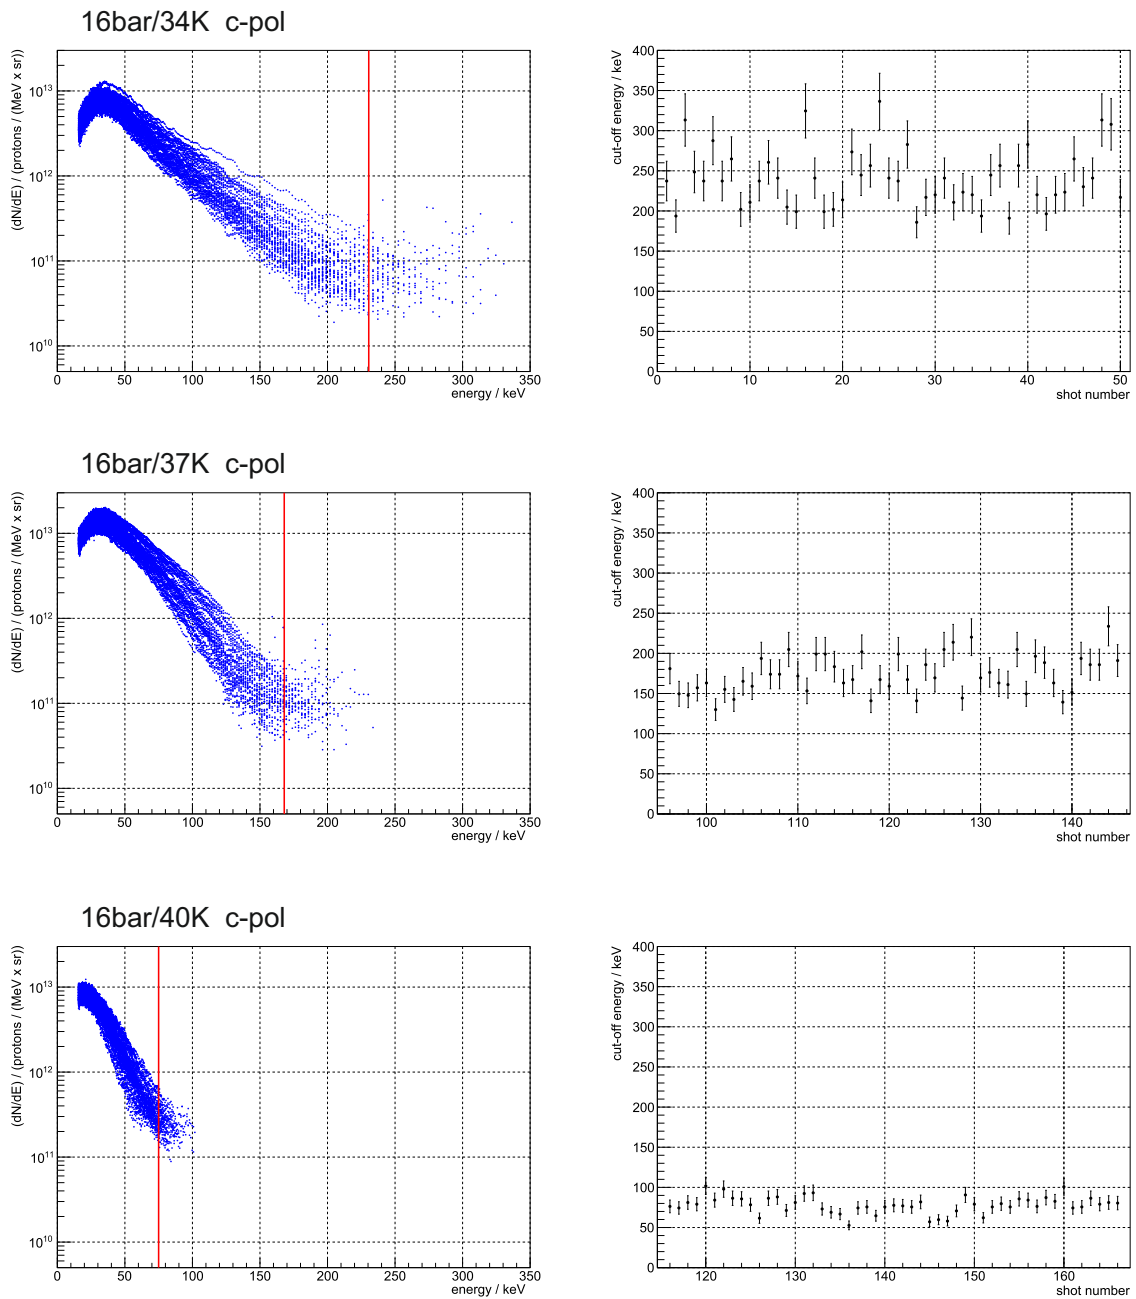 16bar/34K c-pol
(dN/dE) / (protons / (MeV x sr))
10^13
10^12
10^11
10^10
0 50 100 150 200 250 300 350
energy / keV
cut-off energy / keV
400
350
300
250
200
150
100
50
0
0 10 20 30 40 50
shot number
16bar/37K c-pol
(dN/dE) / (protons / (MeV x sr))
10^13
10^12
10^11
10^10
0 50 100 150 200 250 300 350
energy / keV
cut-off energy / keV
400
350
300
250
200
150
100
50
0
100 110 120 130 140
shot number
16bar/40K c-pol
(dN/dE) / (protons / (MeV x sr))
10^13
10^12
10^11
10^10
0 50 100 150 200 250 300 350
energy / keV
cut-off energy / keV
400
350
300
250
200
150
100
50
0
120 130 140 150 160
shot number